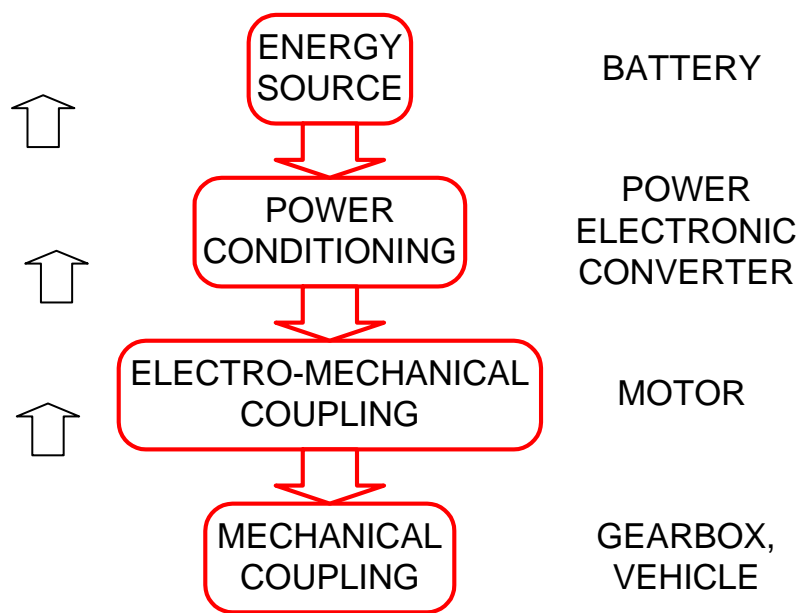 ENERGY
SOURCE
BATTERY
POWER
CONDITIONING
POWER
ELECTRONIC
CONVERTER
ELECTRO-MECHANICAL
COUPLING
MOTOR
MECHANICAL
COUPLING
GEARBOX,
VEHICLE